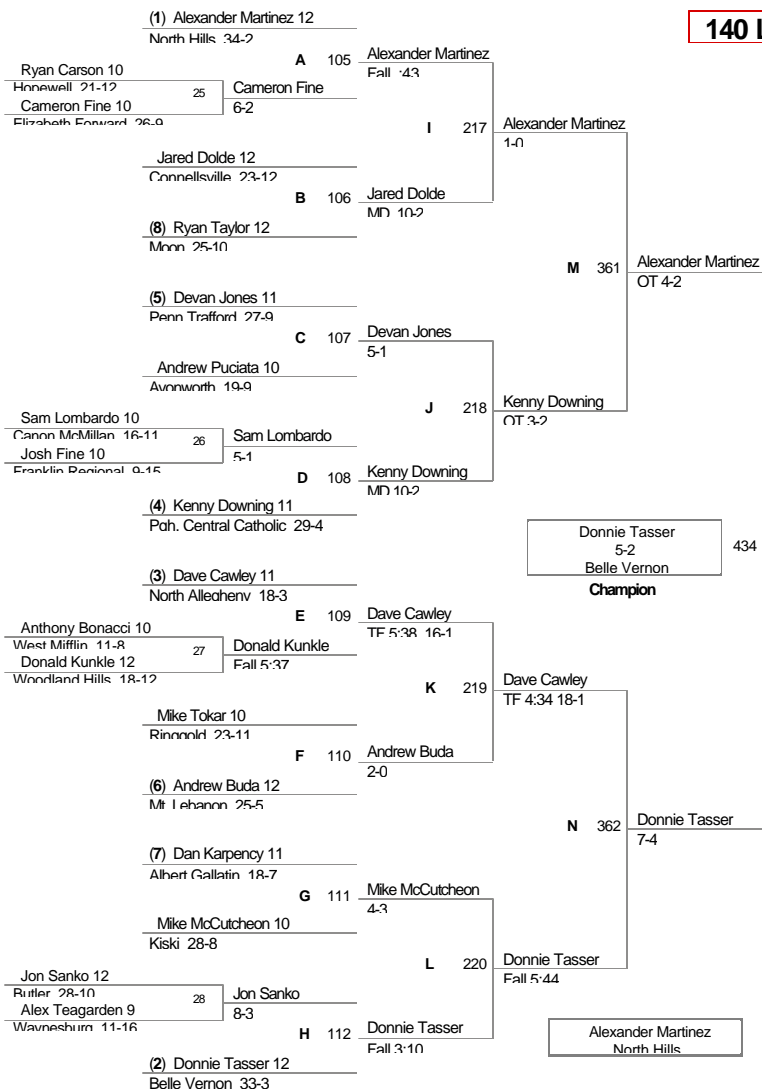 140 L
(1) Alexander Martinez 12
North Hills 34-2
A 105 Alexander Martinez
Fall :43
Ryan Carson 10
Hopewell 21-12
25 Cameron Fine
6-2
Cameron Fine 10
Elizabeth Forward 26-9
I 217 Alexander Martinez
1-0
Jared Dolde 12
Connellsville 23-12
B 106 Jared Dolde
MD 10-2
(8) Ryan Taylor 12
Moon 25-10
M 361 Alexander Martinez
OT 4-2
(5) Devan Jones 11
Penn Trafford 27-9
C 107 Devan Jones
5-1
Andrew Puciata 10
Avonworth 19-9
J 218 Kenny Downing
OT 3-2
Sam Lombardo 10
Canon McMillan 16-11
26 Sam Lombardo
5-1
Josh Fine 10
Franklin Regional 9-15
D 108 Kenny Downing
MD 10-2
(4) Kenny Downing 11
Pgh. Central Catholic 29-4
Donnie Tasser
5-2
Belle Vernon
434
Champion
(3) Dave Cawley 11
North Allegheny 18-3
E 109 Dave Cawley
TF 5:38 16-1
Anthony Bonacci 10
West Mifflin 11-8
27 Donald Kunkle
Fall 5:37
Donald Kunkle 12
Woodland Hills 18-12
K 219 Dave Cawley
TF 4:34 18-1
Mike Tokar 10
Ringgold 23-11
F 110 Andrew Buda
2-0
(6) Andrew Buda 12
Mt. Lebanon 25-5
N 362 Donnie Tasser
7-4
(7) Dan Karpency 11
Albert Gallatin 18-7
G 111 Mike McCutcheon
4-3
Mike McCutcheon 10
Kiski 28-8
L 220 Donnie Tasser
Fall 5:44
Jon Sanko 12
Butler 28-10
28 Jon Sanko
8-3
Alex Teagarden 9
Waynesburg 11-16
H 112 Donnie Tasser
Fall 3:10
(2) Donnie Tasser 12
Belle Vernon 33-3
Alexander Martinez
North Hills